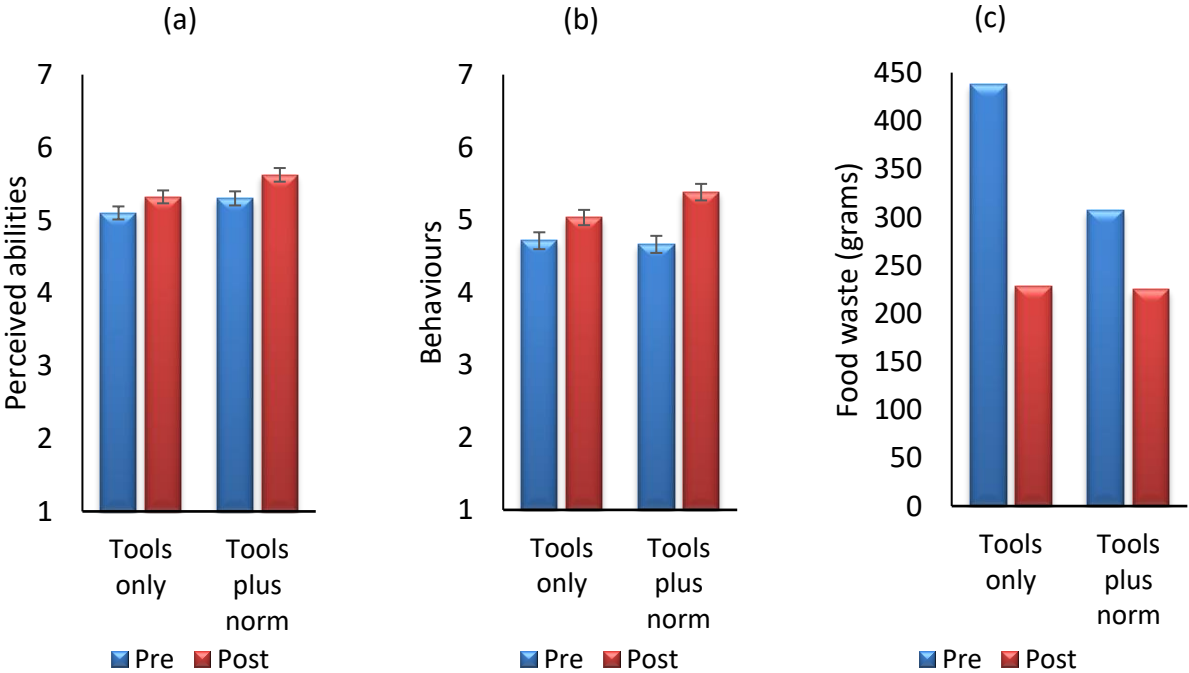 (a)
Perceived abilities
7
6
5
4
3
2
1
Tools
only
Tools
plus
norm
Pre Post
(b)
Behaviours
7
6
5
4
3
2
1
Tools
only
Tools
plus
norm
Pre Post
(c)
Food waste (grams)
450
400
350
300
250
200
150
100
50
0
Tools
only
Tools
plus
norm
Pre Post